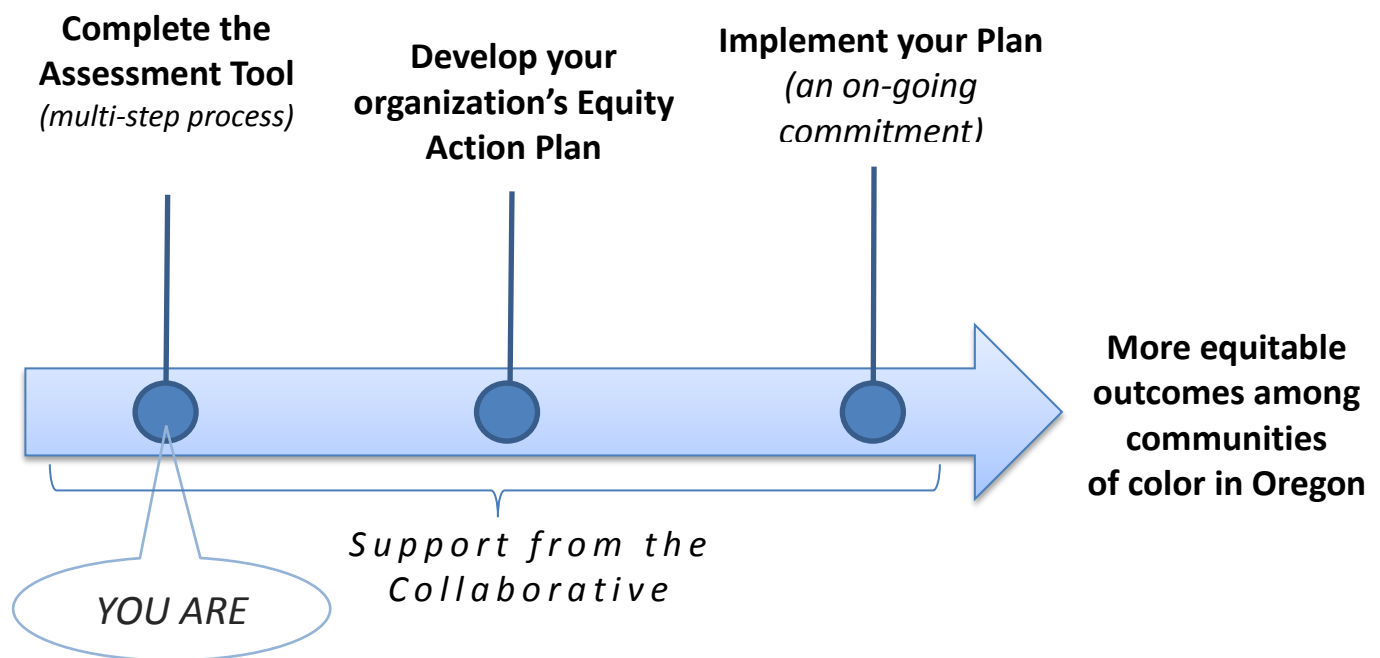 Complete the
Assessment Tool
(multi-step process)
Develop your
organization's Equity
Action Plan
Implement your Plan
(an on-going
commitment)
More equitable
outcomes among
communities
of color in Oregon
Support from the
Collaborative
YOU ARE